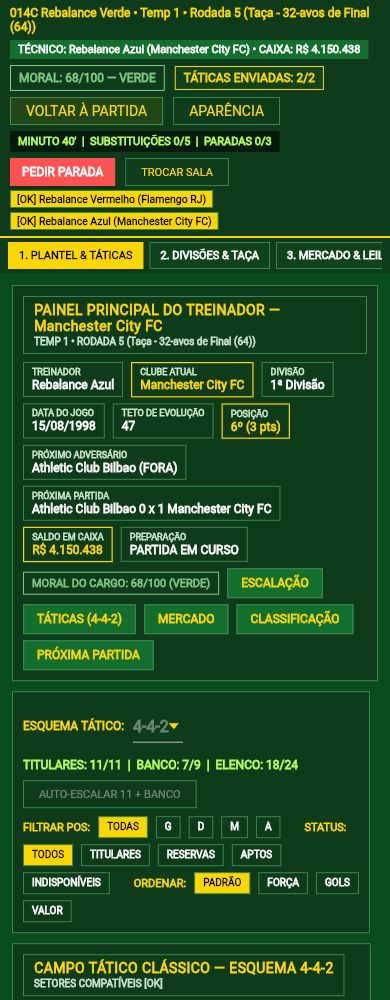 014C Rebalance Verde • Temp 1 • Rodada 5 (Taça - 32-avos de Final
(64))
TÉCNICO: Rebalance Azul (Manchester City FC) • CAIXA: R$ 4.150.438
MORAL: 68/100 — VERDE
TÁTICAS ENVIADAS: 2/2
VOLTAR À PARTIDA
APARÊNCIA
MINUTO 40' | SUBSTITUIÇÕES 0/5 | PARADAS 0/3
PEDIR PARADA
TROCAR SALA
[OK] Rebalance Vermelho (Flamengo RJ)
[OK] Rebalance Azul (Manchester City FC)
1. PLANTEL & TÁTICAS
2. DIVISÕES & TAÇA
3. MERCADO & LEIL
PAINEL PRINCIPAL DO TREINADOR —
Manchester City FC
TEMP 1 • RODADA 5 (Taça - 32-avos de Final (64))
TREINADOR
Rebalance Azul
CLUBE ATUAL
Manchester City FC
DIVISÃO
1ª Divisão
DATA DO JOGO
15/08/1998
TETO DE EVOLUÇÃO
47
POSIÇÃO
6º (3 pts)
PRÓXIMO ADVERSÁRIO
Athletic Club Bilbao (FORA)
PRÓXIMA PARTIDA
Athletic Club Bilbao 0 x 1 Manchester City FC
SALDO EM CAIXA
R$ 4.150.438
PREPARAÇÃO
PARTIDA EM CURSO
MORAL DO CARGO: 68/100 (VERDE)
ESCALAÇÃO
TÁTICAS (4-4-2)
MERCADO
CLASSIFICAÇÃO
PRÓXIMA PARTIDA
ESQUEMA TÁTICO: 4-4-2
TITULARES: 11/11 | BANCO: 7/9 | ELENCO: 18/24
AUTO-ESCALAR 11 + BANCO
FILTRAR POS: TODAS G D M A STATUS:
TODOS TITULARES RESERVAS APTOS
INDISPONÍVEIS ORDENAR: PADRÃO FORÇA GOLS
VALOR
CAMPO TÁTICO CLÁSSICO — ESQUEMA 4-4-2
SETORES COMPATÍVEIS [OK]